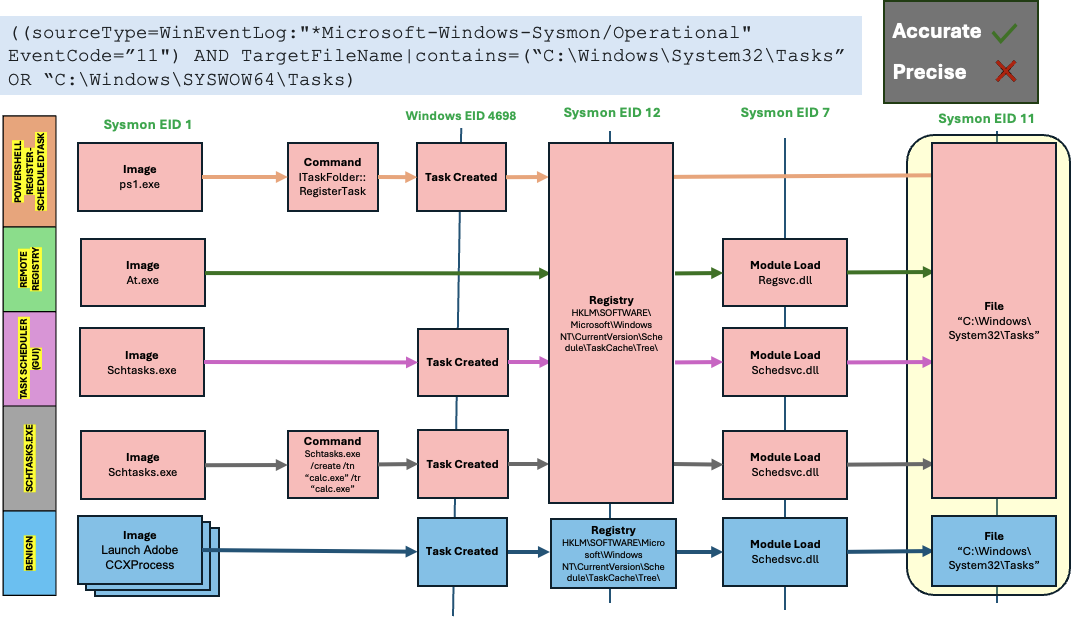 ((sourceType=WinEventLog:"*Microsoft-Windows-Sysmon/Operational"
EventCode=”11") AND TargetFileName|contains=(“C:\Windows\System32\Tasks”
OR “C:\Windows\SYSWOW64\Tasks)
Accurate
Precise
Sysmon EID 1
Windows EID 4698
Sysmon EID 12
Sysmon EID 7
Sysmon EID 11
POWERSHELL
REGISTER-
SCHEDULEDTASK
Image
ps1.exe
Command
ITaskFolder::
RegisterTask
Task Created
REMOTE
REGISTRY
Image
At.exe
Registry
HKLM\SOFTWARE\
Microsoft\Windows
NT\CurrentVersion\Sche
dule\TaskCache\Tree\
Module Load
Regsvc.dll
File
“C:\Windows\
System32\Tasks”
TASK SCHEDULER
(GUI)
Image
Schtasks.exe
Task Created
Module Load
Schedsvc.dll
SCHTASKS.EXE
Image
Schtasks.exe
Command
Schtasks.exe
/create /tn
“calc.exe” /tr
“calc.exe”
Task Created
Module Load
Schedsvc.dll
BENIGN
Image
Launch Adobe
CCXProcess
Task Created
Registry
HKLM\SOFTWARE\Micro
soft\Windows
NT\CurrentVersion\Sche
dule\TaskCache\Tree\
Module Load
Schedsvc.dll
File
“C:\Windows\
System32\Tasks”